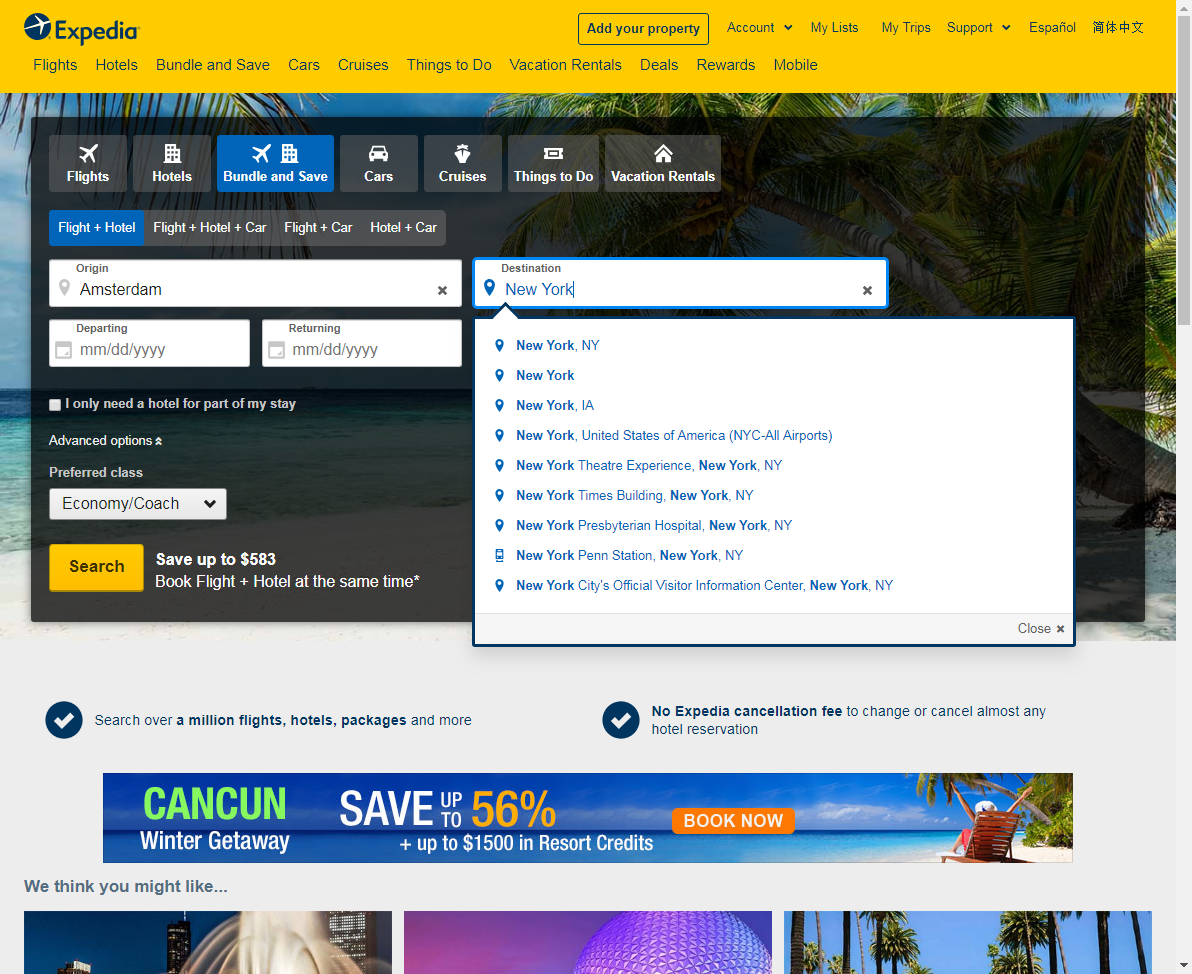 Expedia
Add your property
Account
My Lists
My Trips
Support
Español
简体中文
Flights
Hotels
Bundle and Save
Cars
Cruises
Things to Do
Vacation Rentals
Deals
Rewards
Mobile
Flights
Hotels
Bundle and Save
Cars
Cruises
Things to Do
Vacation Rentals
Flight + Hotel
Flight + Hotel + Car
Flight + Car
Hotel + Car
Origin
Amsterdam
Destination
New York
Departing
mm/dd/yyyy
Returning
mm/dd/yyyy
New York, NY
New York
New York, IA
New York, United States of America (NYC-All Airports)
New York Theatre Experience, New York, NY
New York Times Building, New York, NY
New York Presbyterian Hospital, New York, NY
New York Penn Station, New York, NY
New York City's Official Visitor Information Center, New York, NY
Close
I only need a hotel for part of my stay
Advanced options
Preferred class
Economy/Coach
Search
Save up to $583
Book Flight + Hotel at the same time*
Search over a million flights, hotels, packages and more
No Expedia cancellation fee to change or cancel almost any
hotel reservation
CANCUN
Winter Getaway
SAVE UP TO 56%
+ up to $1500 in Resort Credits
BOOK NOW
We think you might like...